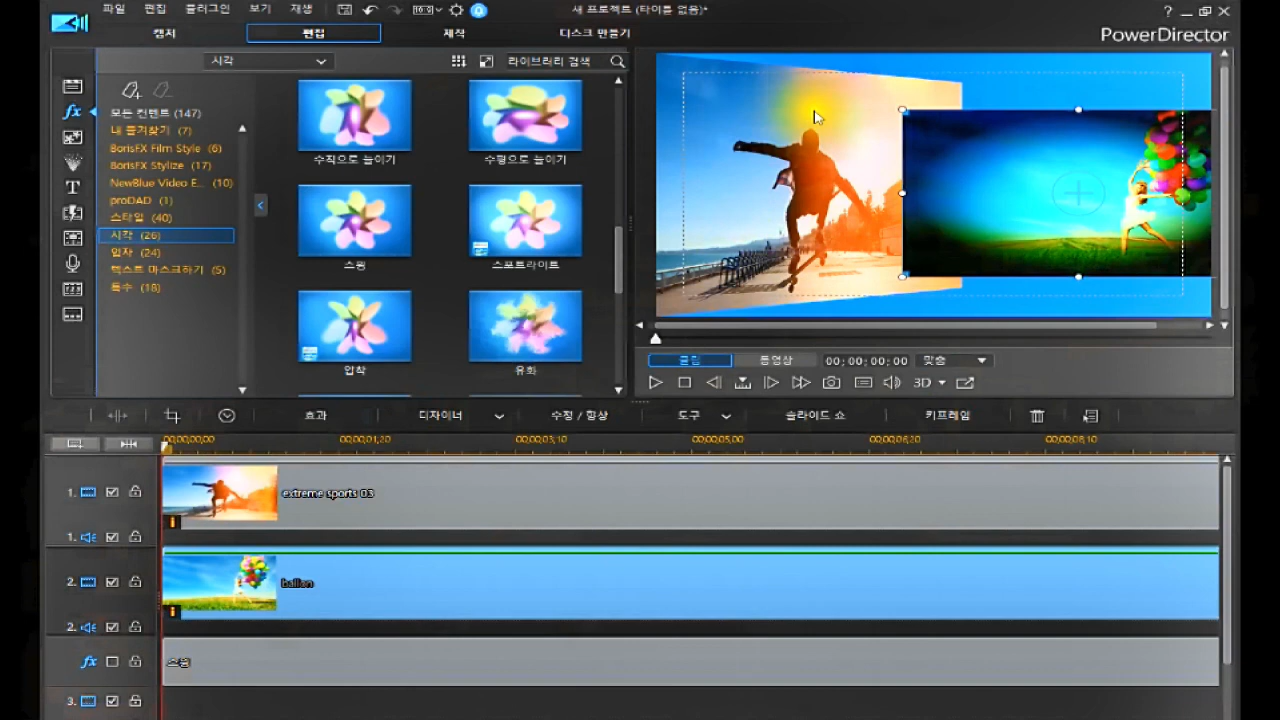 파일 편집 플러그인 보기 재생 새 프로젝트 (타이틀 없음)*
캡처 편집 제작 디스크 만들기 PowerDirector
시각 라이브러리 검색
모든 컨텐트 (147)
내 즐겨찾기 (7)
BorisFX Film Style (6)
BorisFX Stylize (17)
NewBlue Video E... (10)
proDAD (1)
스타일 (40)
시각 (26)
입자 (24)
텍스트 마스크하기 (5)
특수 (18)
수직으로 늘이기 수평으로 늘이기
스윙 스포트라이트
압착 유화
클립 동영상 00;00;00;00 맞춤
3D
효과 디자이너 수정 / 향상 도구 슬라이드 쇼 키프레임
00;00;00;00 00;00;01;20 00;00;03;10 00;00;05;00 00;00;06;20 00;00;08;10
1. extreme sports 03
1.
2. ballon
2.
fx 스윙
3.